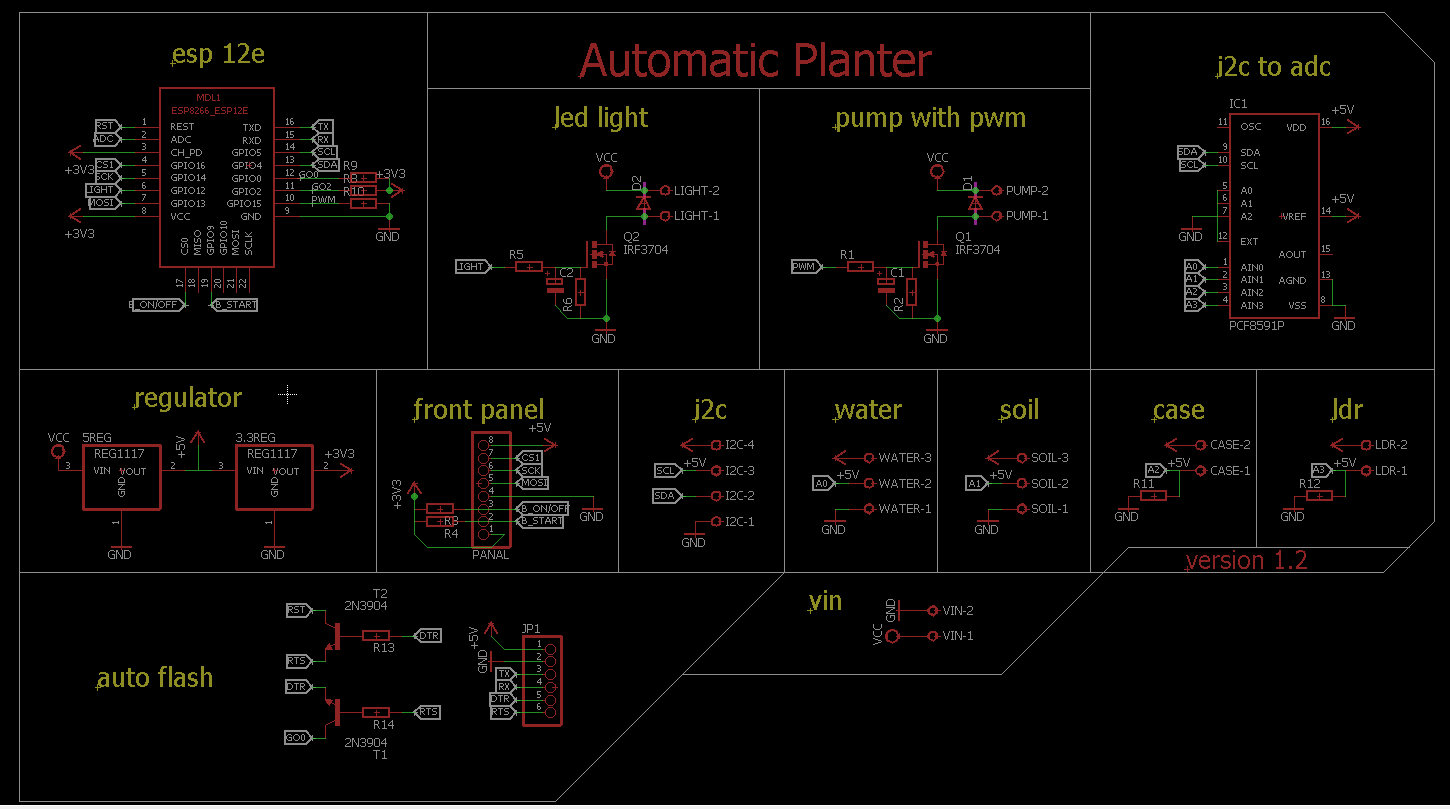 Automatic Planter
esp 12e
MDL1
ESP8266_ESP12E
RST 1 REST
ADC 2 ADC
3 CH_PD
+3V3
CS1 4 GPIO16
SCK 5 GPIO14
LIGHT 6 GPIO12
MOSI 7 GPIO13
8 VCC
+3V3
TXD 16 TX
RXD 15 RX
GPIO5 14 SCL
GPIO4 13 SDA
GPIO0 12 GO0 R9
GPIO2 11 GO2 R8 +3V3
GPIO15 10 PWM R10
GND 9
GND
CS0 MISO GPIO9 GPIO10 MOSI SCLK
17 18 19 20 21 22
B_ON/OFF B_START
led light
VCC
D2
LIGHT-2
LIGHT-1
Q2
IRF3704
LIGHT R5
C2
R6
GND
pump with pwm
VCC
D1
PUMP-2
PUMP-1
Q1
IRF3704
PWM R1
C1
R2
GND
j2c to adc
IC1
11 OSC VDD 16 +5V
SDA 9 SDA
SCL 10 SCL
5 A0
6 A1
7 A2 VREF 14 +5V
GND
12 EXT
AOUT 15
A0 1 AIN0
A1 2 AIN1 AGND 13
A2 3 AIN2
A3 4 AIN3 VSS 8
PCF8591P
GND
regulator
VCC 5REG
REG1117
3 VIN VOUT 2 +5V
GND
1
GND
3.3REG
REG1117
3 VIN VOUT 2 +3V3
GND
1
GND
front panel
+5V
8
7 CS1
6 SCK
5 MOSI
4
3 B_ON/OFF
2 B_START
1
+3V3
R3
R4
GND
PANAL
j2c
I2C-4
+5V
SCL I2C-3
SDA I2C-2
I2C-1
GND
water
WATER-3
+5V
A0 WATER-2
WATER-1
GND
soil
SOIL-3
+5V
A1 SOIL-2
SOIL-1
GND
case
CASE-2
+5V
A2 CASE-1
R11
GND
ldr
LDR-2
+5V
A3 LDR-1
R12
GND
version 1.2
auto flash
T2
2N3904
RST
DTR
R13
RTS
DTR
RTS
R14
GO0
2N3904
T1
JP1
+5V
GND
1
2
TX 3
RX 4
DTR 5
RTS 6
vin
GND VIN-2
VCC VIN-1